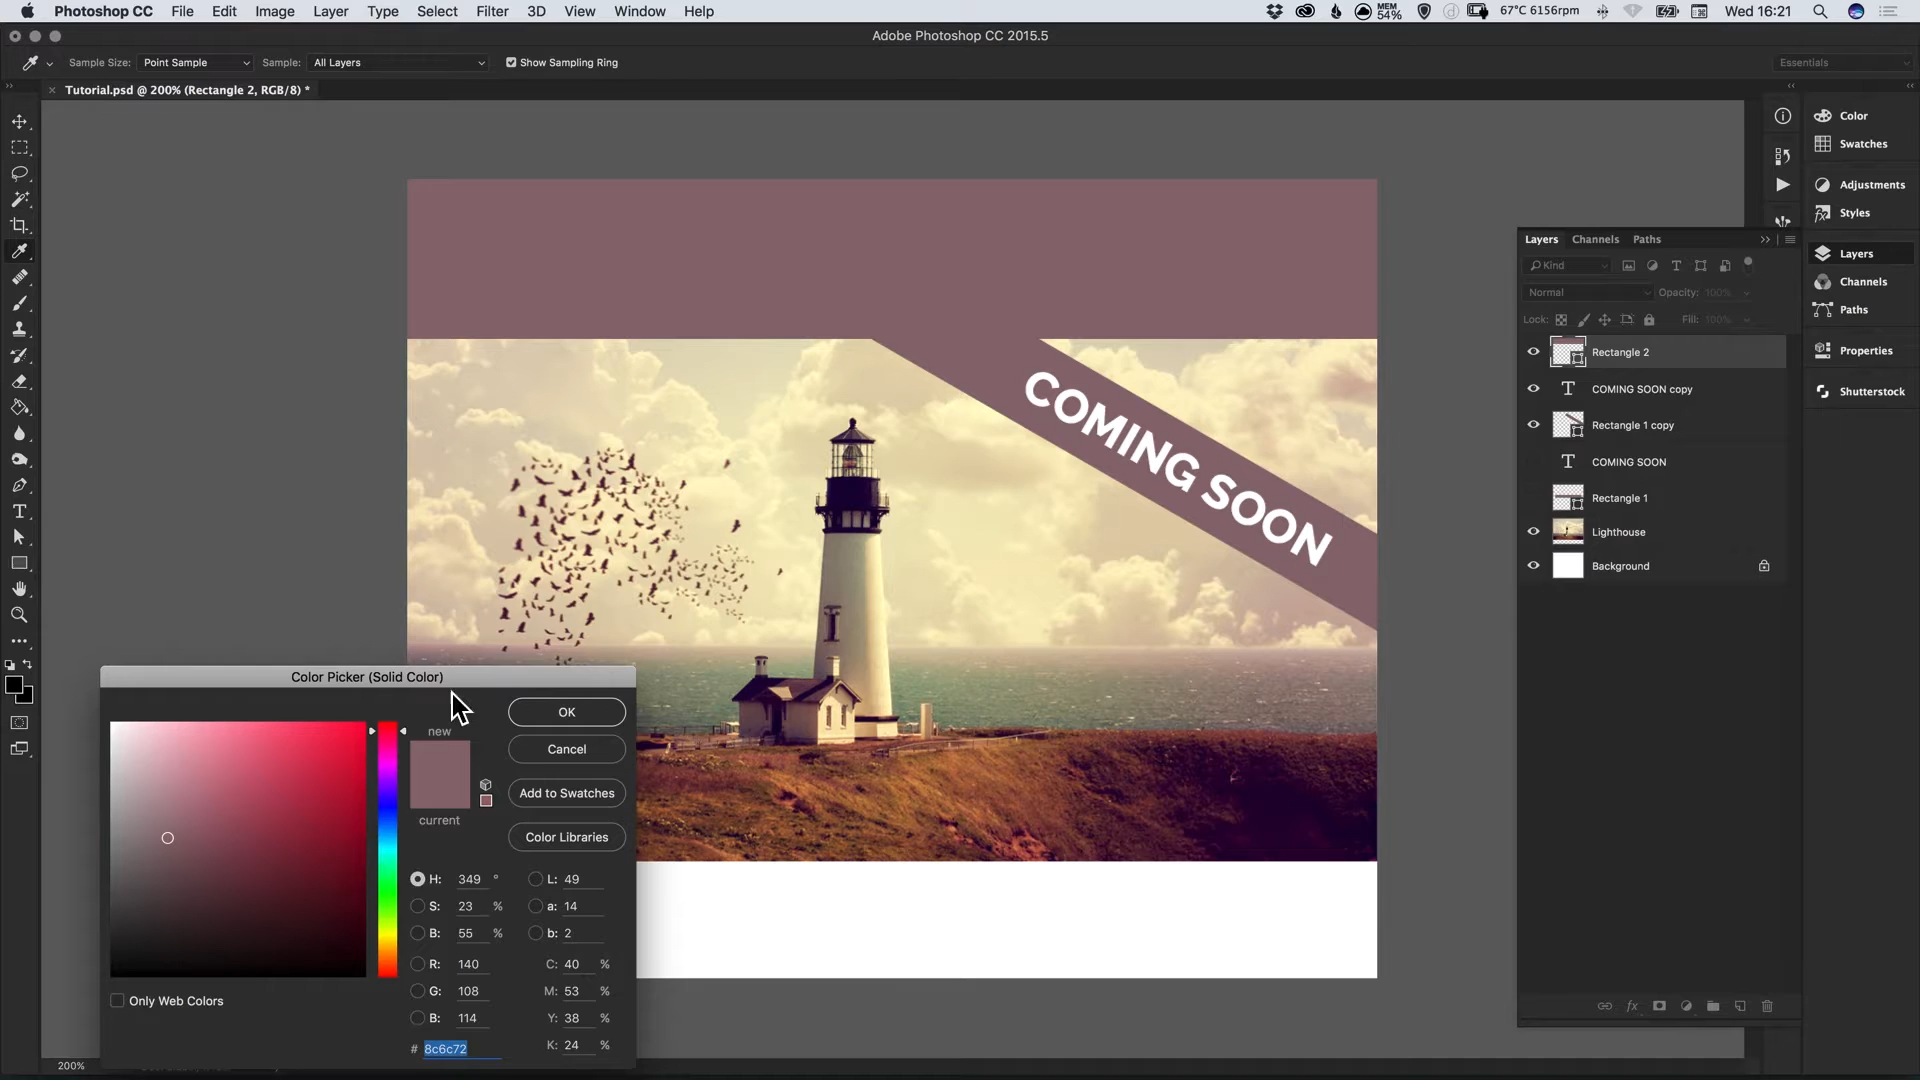 Photoshop CC File Edit Image Layer Type Select Filter 3D View Window Help MEM 54% 67°C 6156rpm Wed 16:21
Adobe Photoshop CC 2015.5
Sample Size: Point Sample Sample: All Layers Show Sampling Ring Essentials
Tutorial.psd @ 200% (Rectangle 2, RGB/8) *
Color
Swatches
Adjustments
Styles
Layers
Channels
Paths
Properties
Shutterstock
Layers Channels Paths
Kind
Normal Opacity: 100%
Lock: Fill: 100%
Rectangle 2
COMING SOON copy
Rectangle 1 copy
COMING SOON
Rectangle 1
Lighthouse
Background
COMING SOON
Color Picker (Solid Color)
new
current
OK
Cancel
Add to Swatches
Color Libraries
H: 349 ° L: 49
S: 23 % a: 14
B: 55 % b: 2
R: 140 C: 40 %
G: 108 M: 53 %
B: 114 Y: 38 %
# 8c6c72 K: 24 %
Only Web Colors
200%